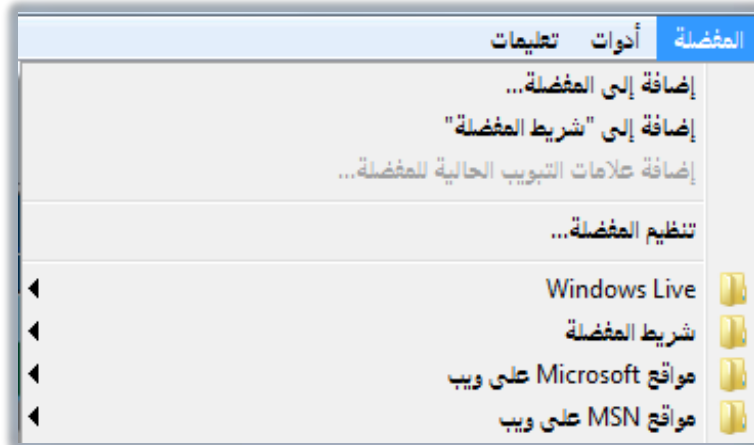 المفضلة أدوات تعليمات
إضافة إلى المفضلة...
إضافة إلى "شريط المفضلة"
إضافة علامات التبويب الحالية للمفضلة...
تنظيم المفضلة...
Windows Live
شريط المفضلة
مواقع Microsoft على ويب
مواقع MSN على ويب